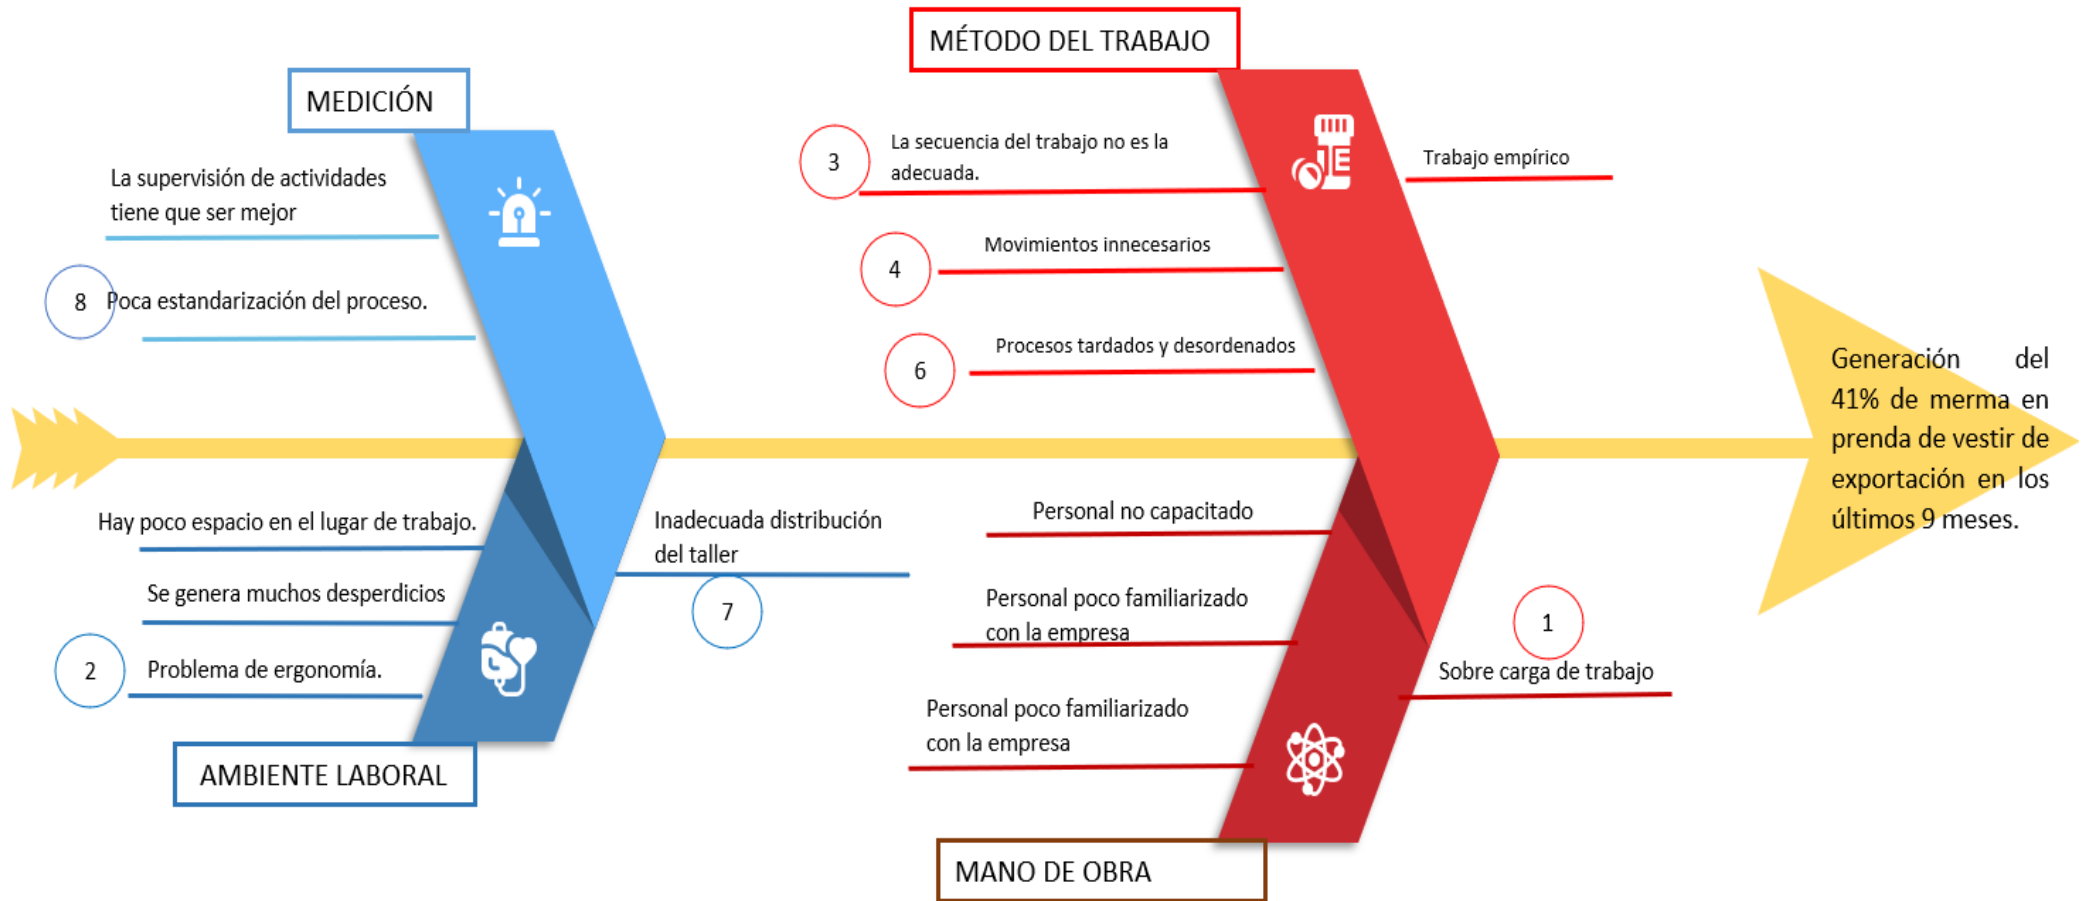 MÉTODO DEL TRABAJO
MEDICIÓN
3
La secuencia del trabajo no es la
adecuada.
Trabajo empírico
La supervisión de actividades
tiene que ser mejor
4
Movimientos innecesarios
8
Poca estandarización del proceso.
6
Procesos tardados y desordenados
Generación del
41% de merma en
prenda de vestir de
exportación en los
últimos 9 meses.
Hay poco espacio en el lugar de trabajo.
Inadecuada distribución
del taller
7
Personal no capacitado
Se genera muchos desperdicios
Personal poco familiarizado
con la empresa
1
Sobre carga de trabajo
2
Problema de ergonomía.
Personal poco familiarizado
con la empresa
AMBIENTE LABORAL
MANO DE OBRA